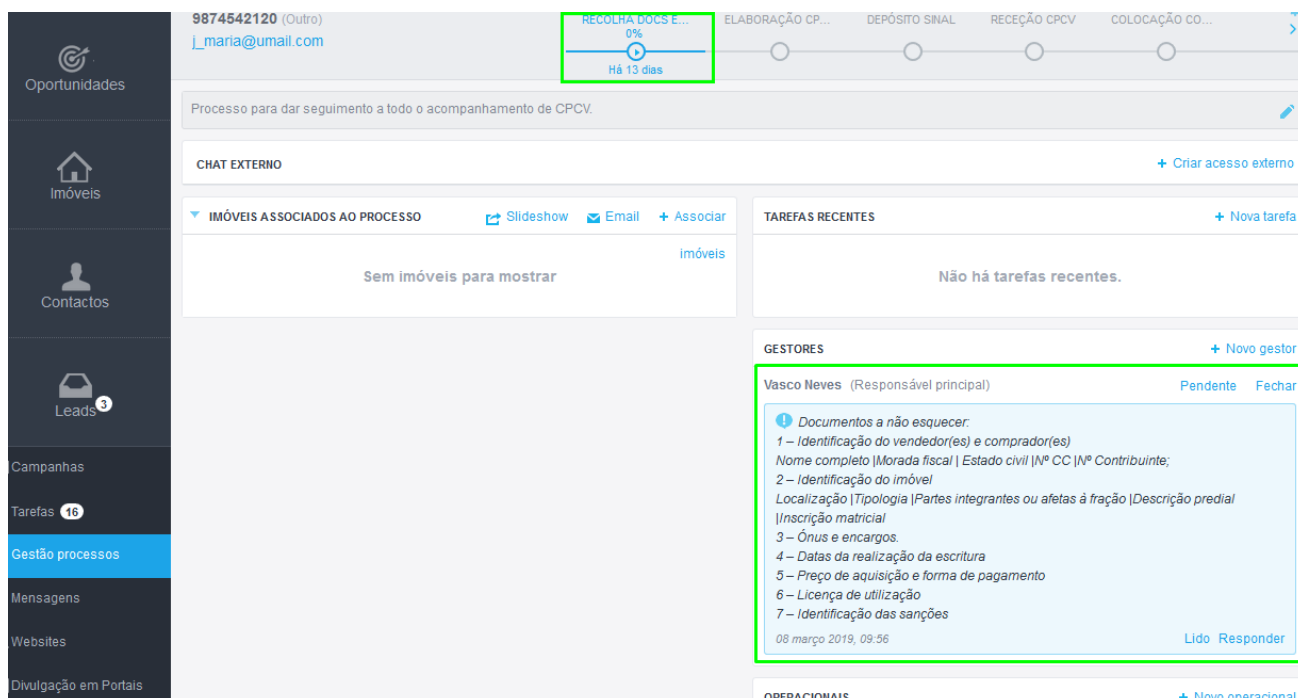 Oportunidades
Imóveis
Contactos
Leads 3
Campanhas
Tarefas 16
Gestão processos
Mensagens
Websites
Divulgação em Portais
9874542120 (Outro)
j_maria@umail.com
RECOLHA DOCS E...
0%
Há 13 dias
ELABORAÇÃO CP...
DEPÓSITO SINAL
RECEÇÃO CPCV
COLOCAÇÃO CO...
Processo para dar seguimento a todo o acompanhamento de CPCV.
CHAT EXTERNO
+ Criar acesso externo
IMÓVEIS ASSOCIADOS AO PROCESSO
Slideshow
Email
+ Associar
imóveis
Sem imóveis para mostrar
TAREFAS RECENTES
+ Nova tarefa
Não há tarefas recentes.
GESTORES
+ Novo gestor
Vasco Neves (Responsável principal)
Pendente Fechar
Documentos a não esquecer:
1 – Identificação do vendedor(es) e comprador(es)
Nome completo |Morada fiscal | Estado civil |Nº CC |Nº Contribuinte;
2 – Identificação do imóvel
Localização |Tipologia |Partes integrantes ou afetas à fração |Descrição predial
|Inscrição matricial
3 – Ónus e encargos.
4 – Datas da realização da escritura
5 – Preço de aquisição e forma de pagamento
6 – Licença de utilização
7 – Identificação das sanções
08 março 2019, 09:56
Lido Responder
OPERACIONAIS
+ Novo operacional